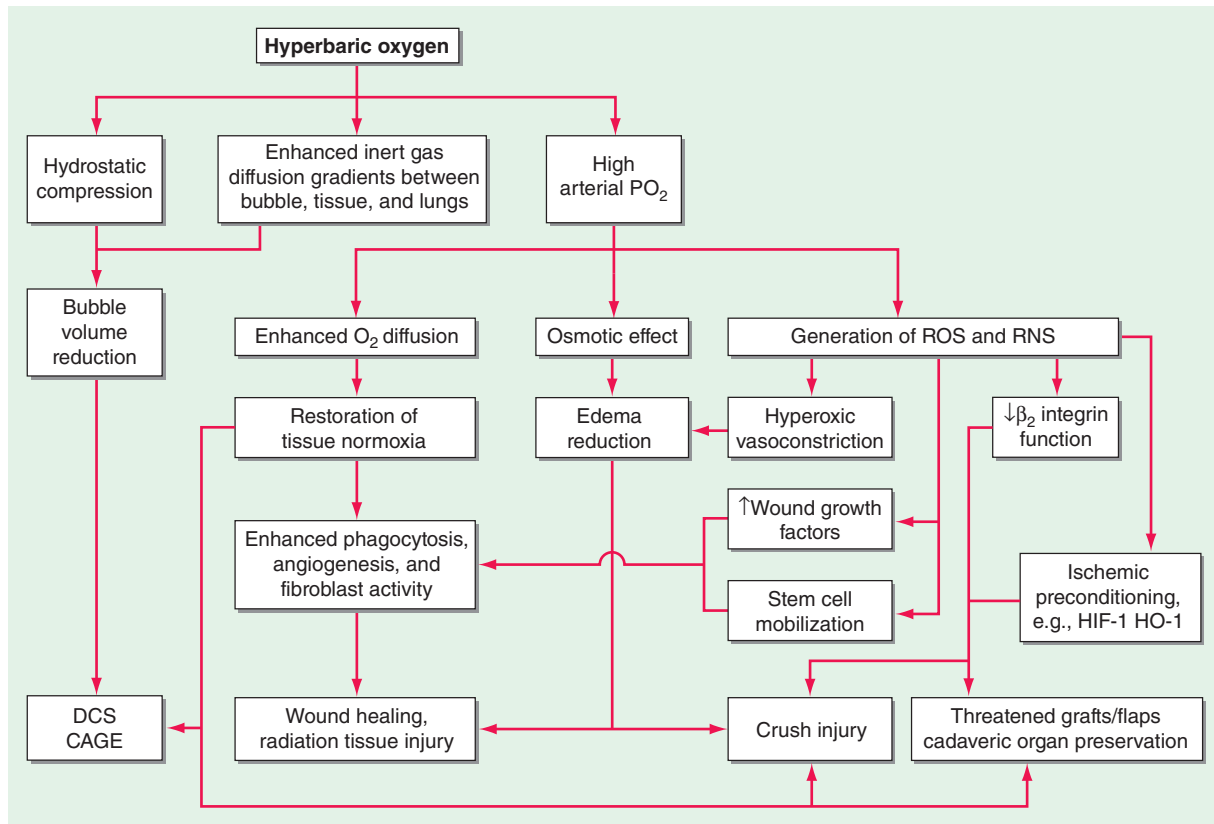 Hyperbaric oxygen
Hydrostatic
compression
Enhanced inert gas
diffusion gradients between
bubble, tissue, and lungs
High
arterial PO₂
Bubble
volume
reduction
Enhanced O₂ diffusion
Osmotic effect
Generation of ROS and RNS
Restoration of
tissue normoxia
Edema
reduction
Hyperoxic
vasoconstriction
↓β₂ integrin
function
Enhanced phagocytosis,
angiogenesis, and
fibroblast activity
↑Wound growth
factors
Stem cell
mobilization
Ischemic
preconditioning,
e.g., HIF-1 HO-1
DCS
CAGE
Wound healing,
radiation tissue injury
Crush injury
Threatened grafts/flaps
cadaveric organ preservation